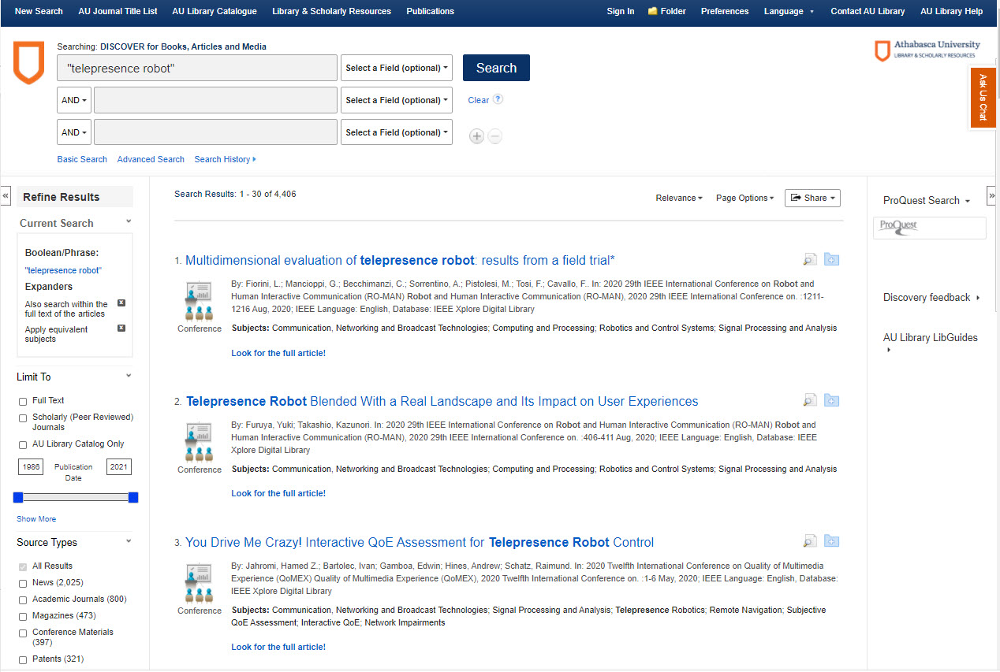 New Search AU Journal Title List AU Library Catalogue Library & Scholarly Resources Publications Sign In Folder Preferences Language Contact AU Library AU Library Help
Searching: DISCOVER for Books, Articles and Media
"telepresence robot" Select a Field (optional) Search
AND Select a Field (optional) Clear ?
AND Select a Field (optional)
Basic Search Advanced Search Search History
Athabasca University
LIBRARY & SCHOLARLY RESOURCES
Ask Us Chat
«
Refine Results
Current Search
Boolean/Phrase:
"telepresence robot"
Expanders
Also search within the
full text of the articles
Apply equivalent
subjects
Limit To
Full Text
Scholarly (Peer Reviewed)
Journals
AU Library Catalog Only
1986 Publication 2021
Date
Show More
Source Types
All Results
News (2,025)
Academic Journals (800)
Magazines (473)
Conference Materials
(397)
Patents (321)
Search Results: 1 - 30 of 4,406
Relevance Page Options Share
1. Multidimensional evaluation of telepresence robot: results from a field trial*
By: Fiorini, L.; Mancioppi, G.; Becchimanzi, C.; Sorrentino, A.; Pistolesi, M.; Tosi, F.; Cavallo, F.. In: 2020 29th IEEE International Conference on Robot and
Human Interactive Communication (RO-MAN) Robot and Human Interactive Communication (RO-MAN), 2020 29th IEEE International Conference on. :1211-
1216 Aug, 2020; IEEE Language: English, Database: IEEE Xplore Digital Library
Conference
Subjects: Communication, Networking and Broadcast Technologies; Computing and Processing; Robotics and Control Systems; Signal Processing and Analysis
Look for the full article!
2. Telepresence Robot Blended With a Real Landscape and Its Impact on User Experiences
By: Furuya, Yuki; Takashio, Kazunori. In: 2020 29th IEEE International Conference on Robot and Human Interactive Communication (RO-MAN) Robot and
Human Interactive Communication (RO-MAN), 2020 29th IEEE International Conference on. :406-411 Aug, 2020; IEEE Language: English, Database: IEEE
Xplore Digital Library
Conference
Subjects: Communication, Networking and Broadcast Technologies; Computing and Processing; Robotics and Control Systems; Signal Processing and Analysis
Look for the full article!
3. You Drive Me Crazy! Interactive QoE Assessment for Telepresence Robot Control
By: Jahromi, Hamed Z.; Bartolec, Ivan; Gamboa, Edwin; Hines, Andrew; Schatz, Raimund. In: 2020 Twelfth International Conference on Quality of Multimedia
Experience (QoMEX) Quality of Multimedia Experience (QoMEX), 2020 Twelfth International Conference on. :1-6 May, 2020; IEEE Language: English, Database:
IEEE Xplore Digital Library
Conference
Subjects: Communication, Networking and Broadcast Technologies; Signal Processing and Analysis; Telepresence Robotics; Remote Navigation; Subjective
QoE Assessment; Interactive QoE; Network Impairments
Look for the full article!
»
ProQuest Search
ProQuest
Discovery feedback
AU Library LibGuides